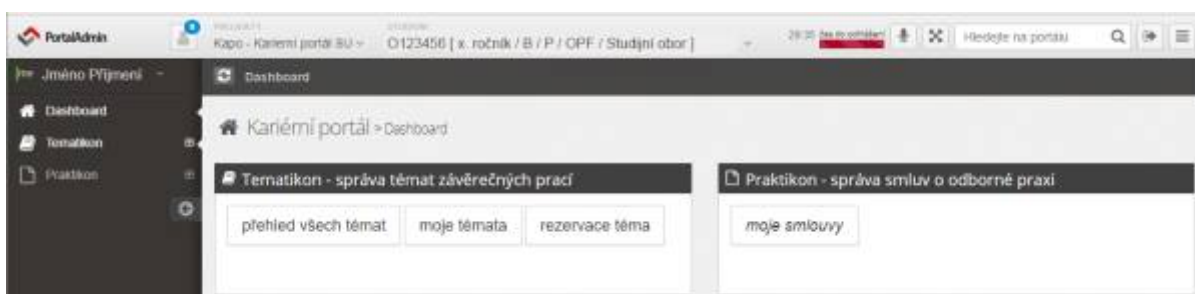 PortalAdmin
0
Kapo - Kariérní portál SU
O123456 [ x. ročník / B / P / OPF / Studijní obor ]
Hledejte na portálu
Jméno Příjmení
Dashboard
Dashboard
Tematikon
Praktikon
Kariérní portál > Dashboard
Tematikon - správa témat závěrečných prací
přehled všech témat
moje témata
rezervace téma
Praktikon - správa smluv o odborné praxi
moje smlouvy